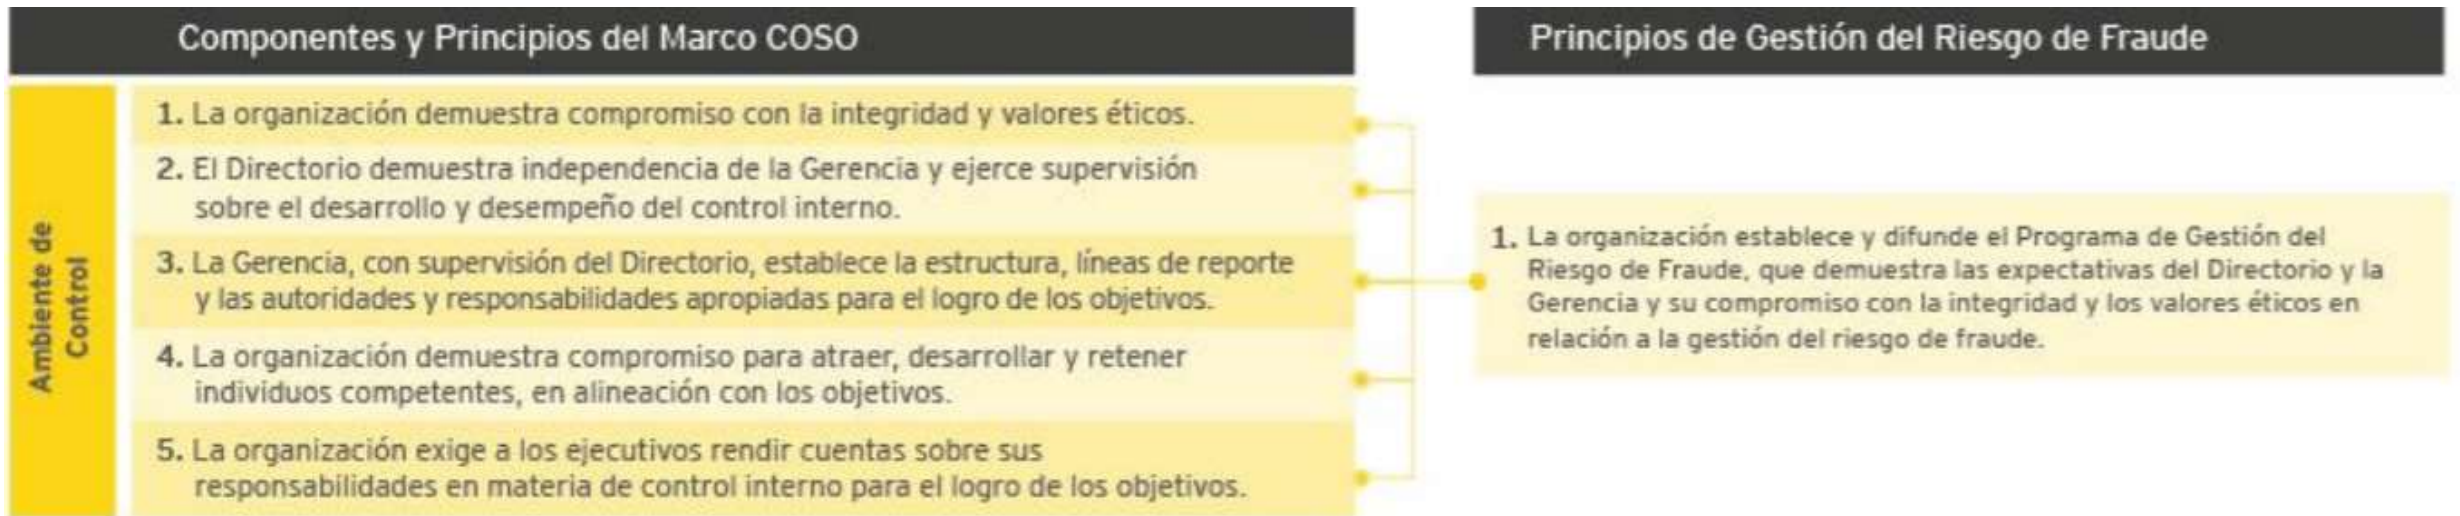 Componentes y Principios del Marco COSO
Principios de Gestión del Riesgo de Fraude
Ambiente de
Control
1. La organización demuestra compromiso con la integridad y valores éticos.
2. El Directorio demuestra independencia de la Gerencia y ejerce supervisión
sobre el desarrollo y desempeño del control interno.
3. La Gerencia, con supervisión del Directorio, establece la estructura, líneas de reporte
y las autoridades y responsabilidades apropiadas para el logro de los objetivos.
4. La organización demuestra compromiso para atraer, desarrollar y retener
individuos competentes, en alineación con los objetivos.
5. La organización exige a los ejecutivos rendir cuentas sobre sus
responsabilidades en materia de control interno para el logro de los objetivos.
1. La organización establece y difunde el Programa de Gestión del
Riesgo de Fraude, que demuestra las expectativas del Directorio y la
Gerencia y su compromiso con la integridad y los valores éticos en
relación a la gestión del riesgo de fraude.